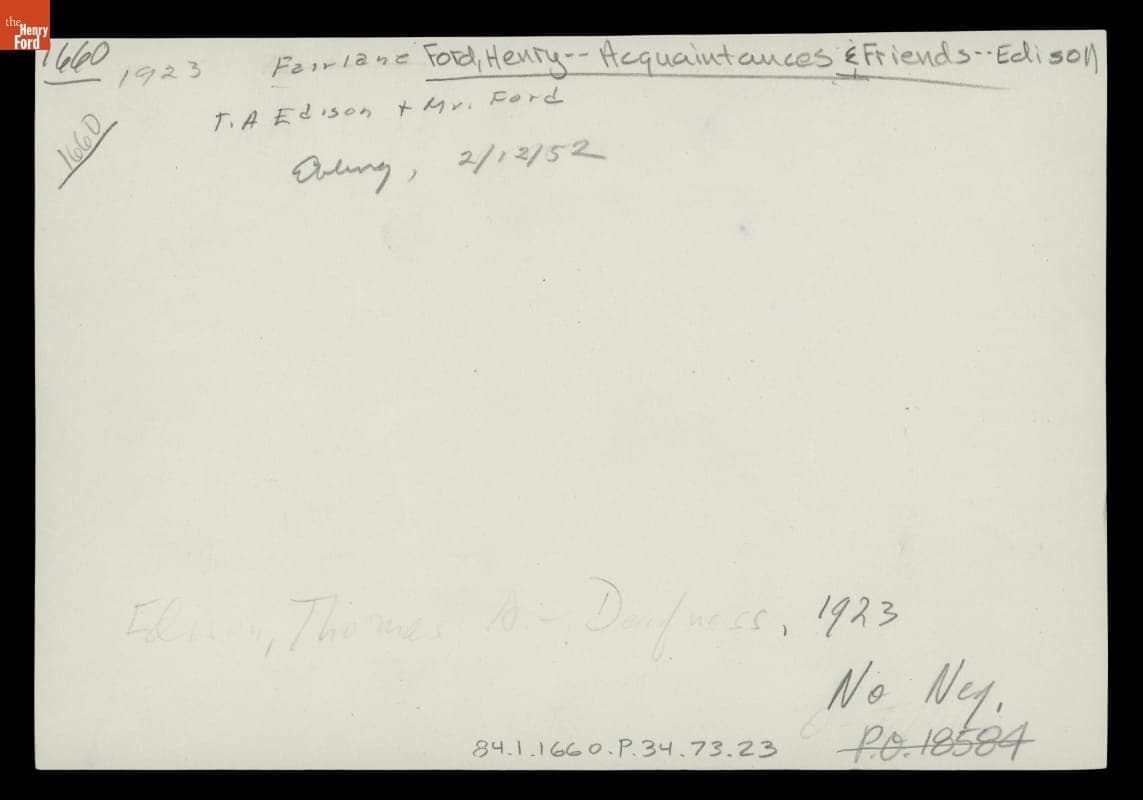 the
Henry
Ford
1660 1923 Fairlane Ford, Henry-- Acquaintances & Friends -- Edison
T. A Edison + Mr. Ford
1660
Ebling, 2/12/52
Edison, Thomas A. - Deafness, 1923
No Neg.
84.1.1660.P.34.73.23 P.O. 18584